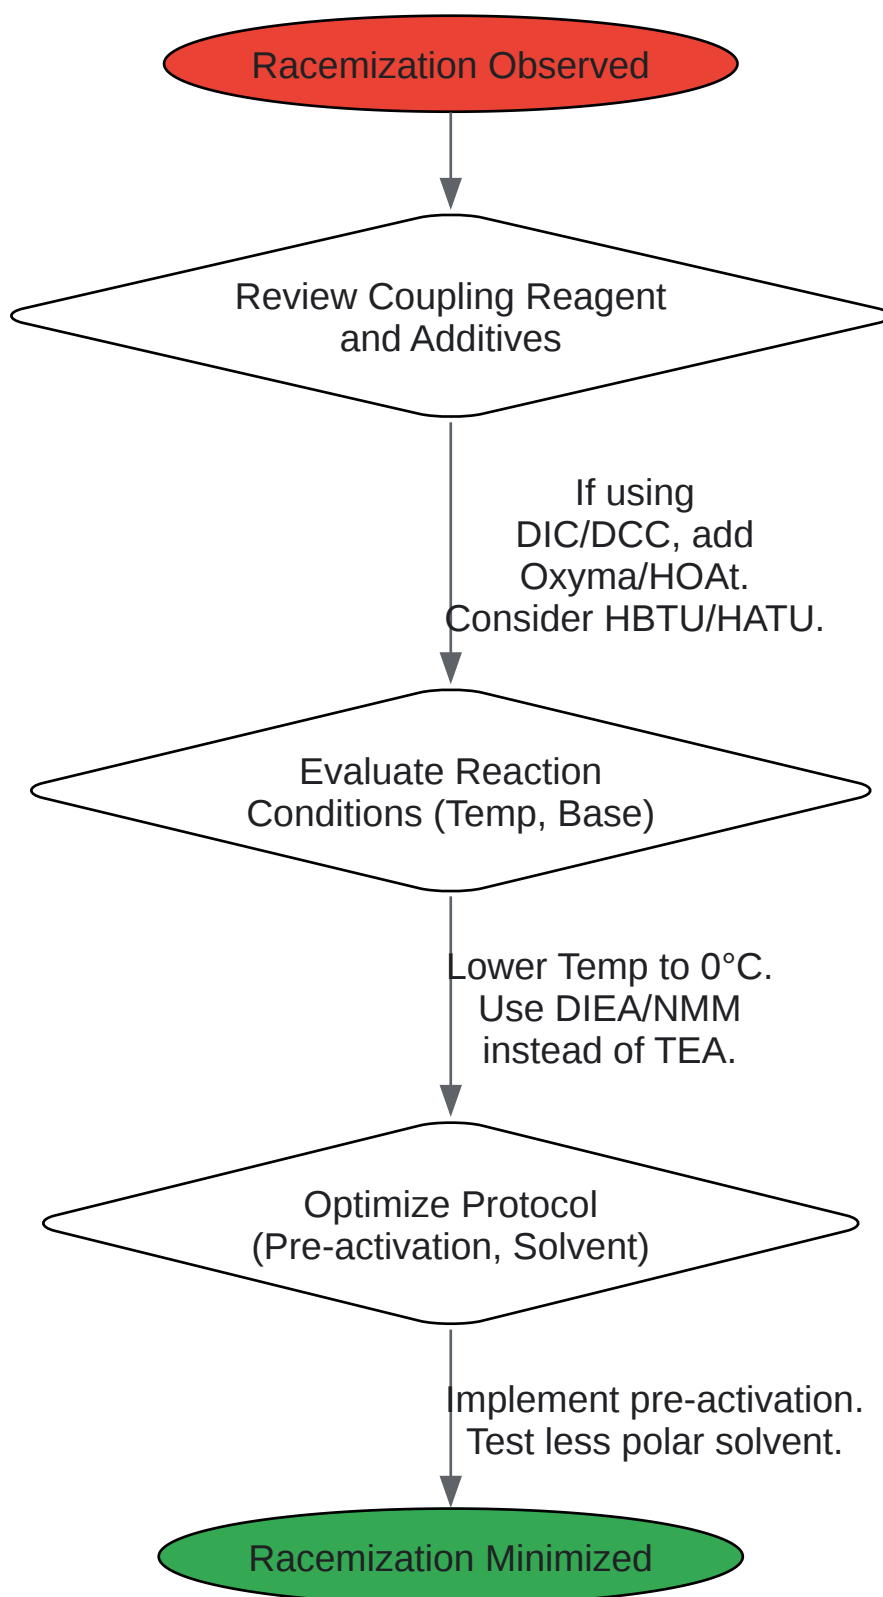 Racemization Observed
Review Coupling Reagent
and Additives
If using
DIC/DCC, add
Oxyma/HOAt.
Consider HBTU/HATU.
Evaluate Reaction
Conditions (Temp, Base)
Lower Temp to 0°C.
Use DIEA/NMM
instead of TEA.
Optimize Protocol
(Pre-activation, Solvent)
Implement pre-activation.
Test less polar solvent.
Racemization Minimized